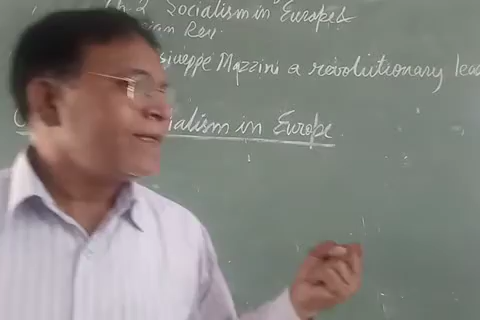 Ch. 2 Socialism in Europe &
ian Rev.
iuseppe Mazzini a revolutionary lea
ialism in Europe